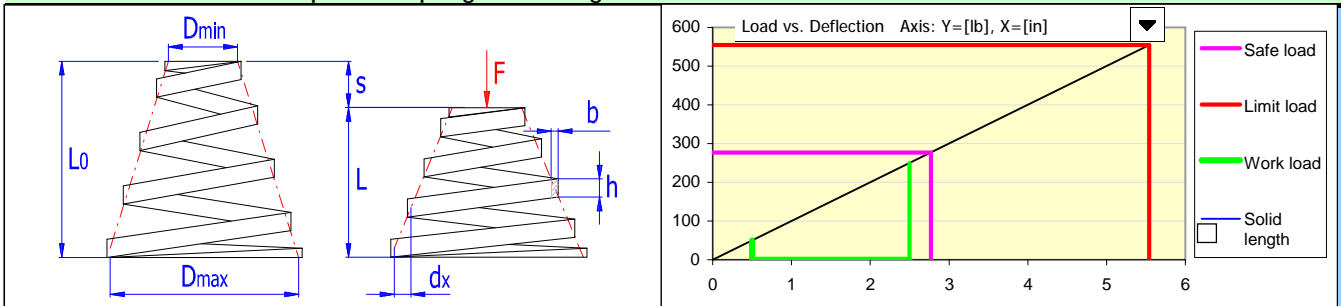 Dmin
s
F
b
L0
L
h
Dmax
dx
Load vs. Deflection Axis: Y=[lb], X=[in]
600
500
400
300
200
100
0
0 1 2 3 4 5 6
Safe load
Limit load
Work load
Solid
length